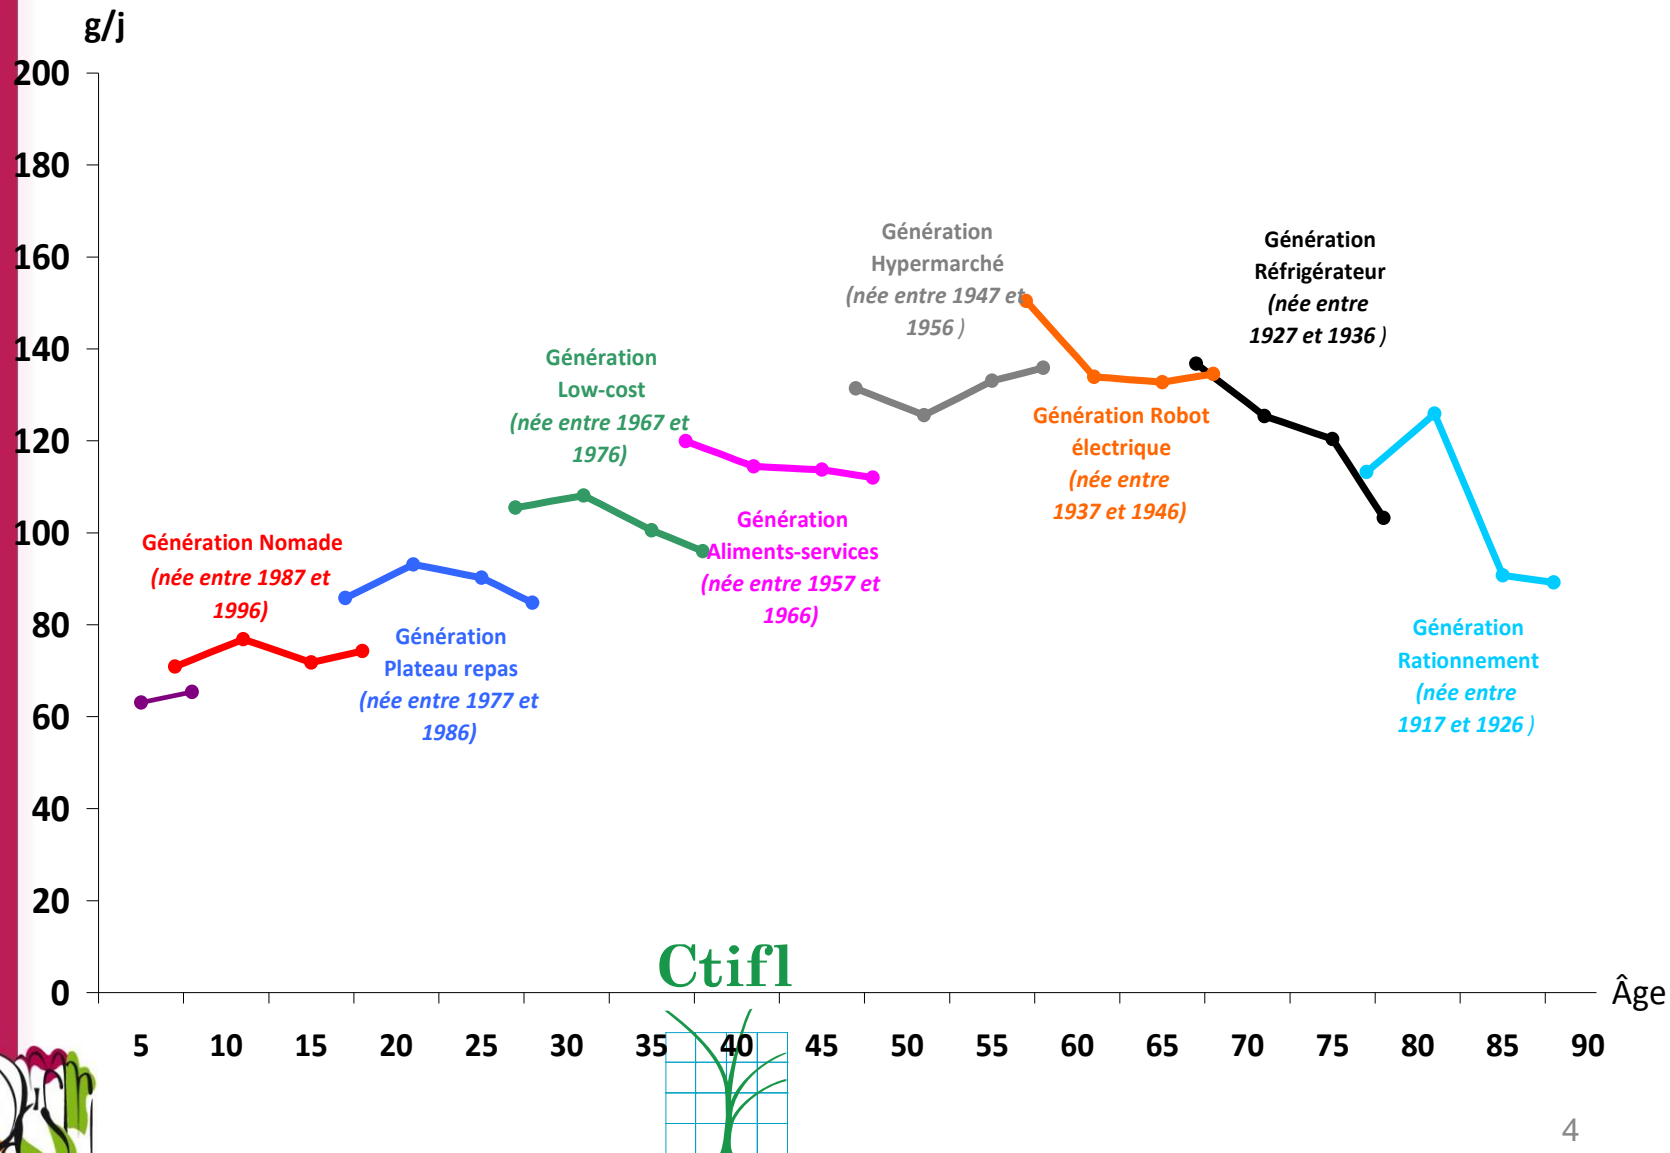 g/j
200
180
160
140
120
100
80
60
40
20
0
Génération
Hypermarché
(née entre 1947 et
1956 )
Génération
Réfrigérateur
(née entre
1927 et 1936 )
Génération
Low-cost
(née entre 1967 et
1976)
Génération Robot
électrique
(née entre
1937 et 1946)
Génération
Aliments-services
(née entre 1957 et
1966)
Génération Nomade
(née entre 1987 et
1996)
Génération
Plateau repas
(née entre 1977 et
1986)
Génération
Rationnement
(née entre
1917 et 1926 )
Ctifl
Âge
5 10 15 20 25 30 35 40 45 50 55 60 65 70 75 80 85 90
4